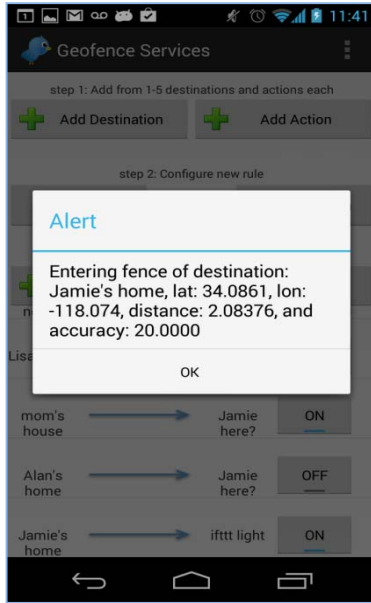 1
11:41
Geofence Services
step 1: Add from 1-5 destinations and actions each
Add Destination
Add Action
step 2: Configure new rule
Alert
Entering fence of destination:
Jamie's home, lat: 34.0861, lon:
-118.074, distance: 2.08376, and
accuracy: 20.0000
OK
Lisa
mom's
house
Jamie
here?
ON
Alan's
home
Jamie
here?
OFF
Jamie's
home
ifttt light
ON